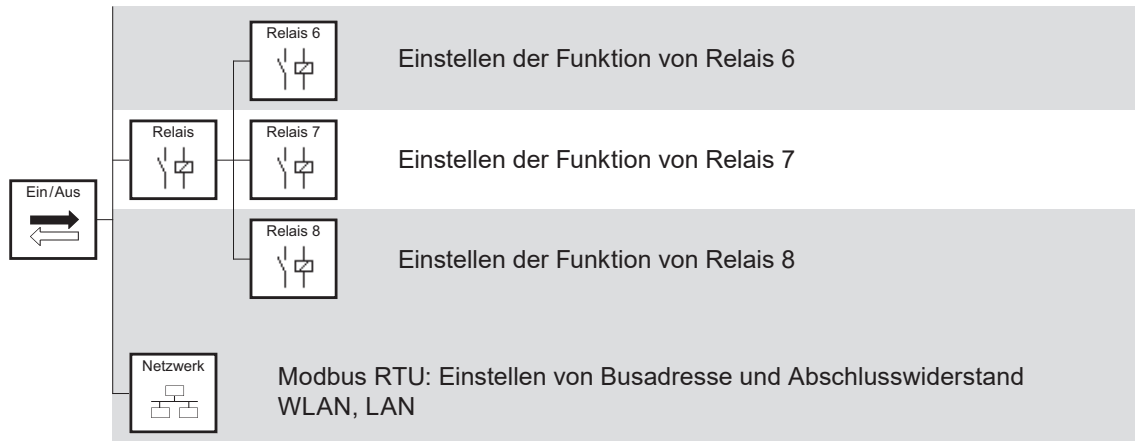 Relais 6
Einstellen der Funktion von Relais 6
Relais
Relais 7
Einstellen der Funktion von Relais 7
Ein/Aus
Relais 8
Einstellen der Funktion von Relais 8
Netzwerk
Modbus RTU: Einstellen von Busadresse und Abschlusswiderstand
WLAN, LAN